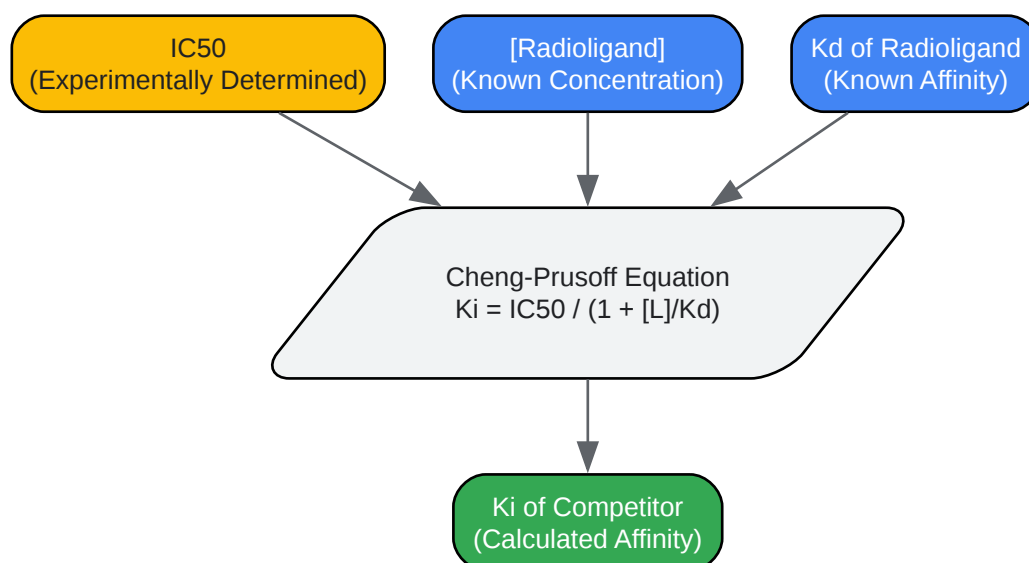 IC50
(Experimentally Determined)
[Radioligand]
(Known Concentration)
Kd of Radioligand
(Known Affinity)
Cheng-Prusoff Equation
Ki = IC50 / (1 + [L]/Kd)
Ki of Competitor
(Calculated Affinity)